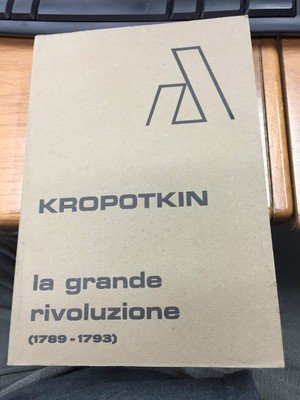 KROPOTKIN
la grande
rivoluzione
(1789-1793)